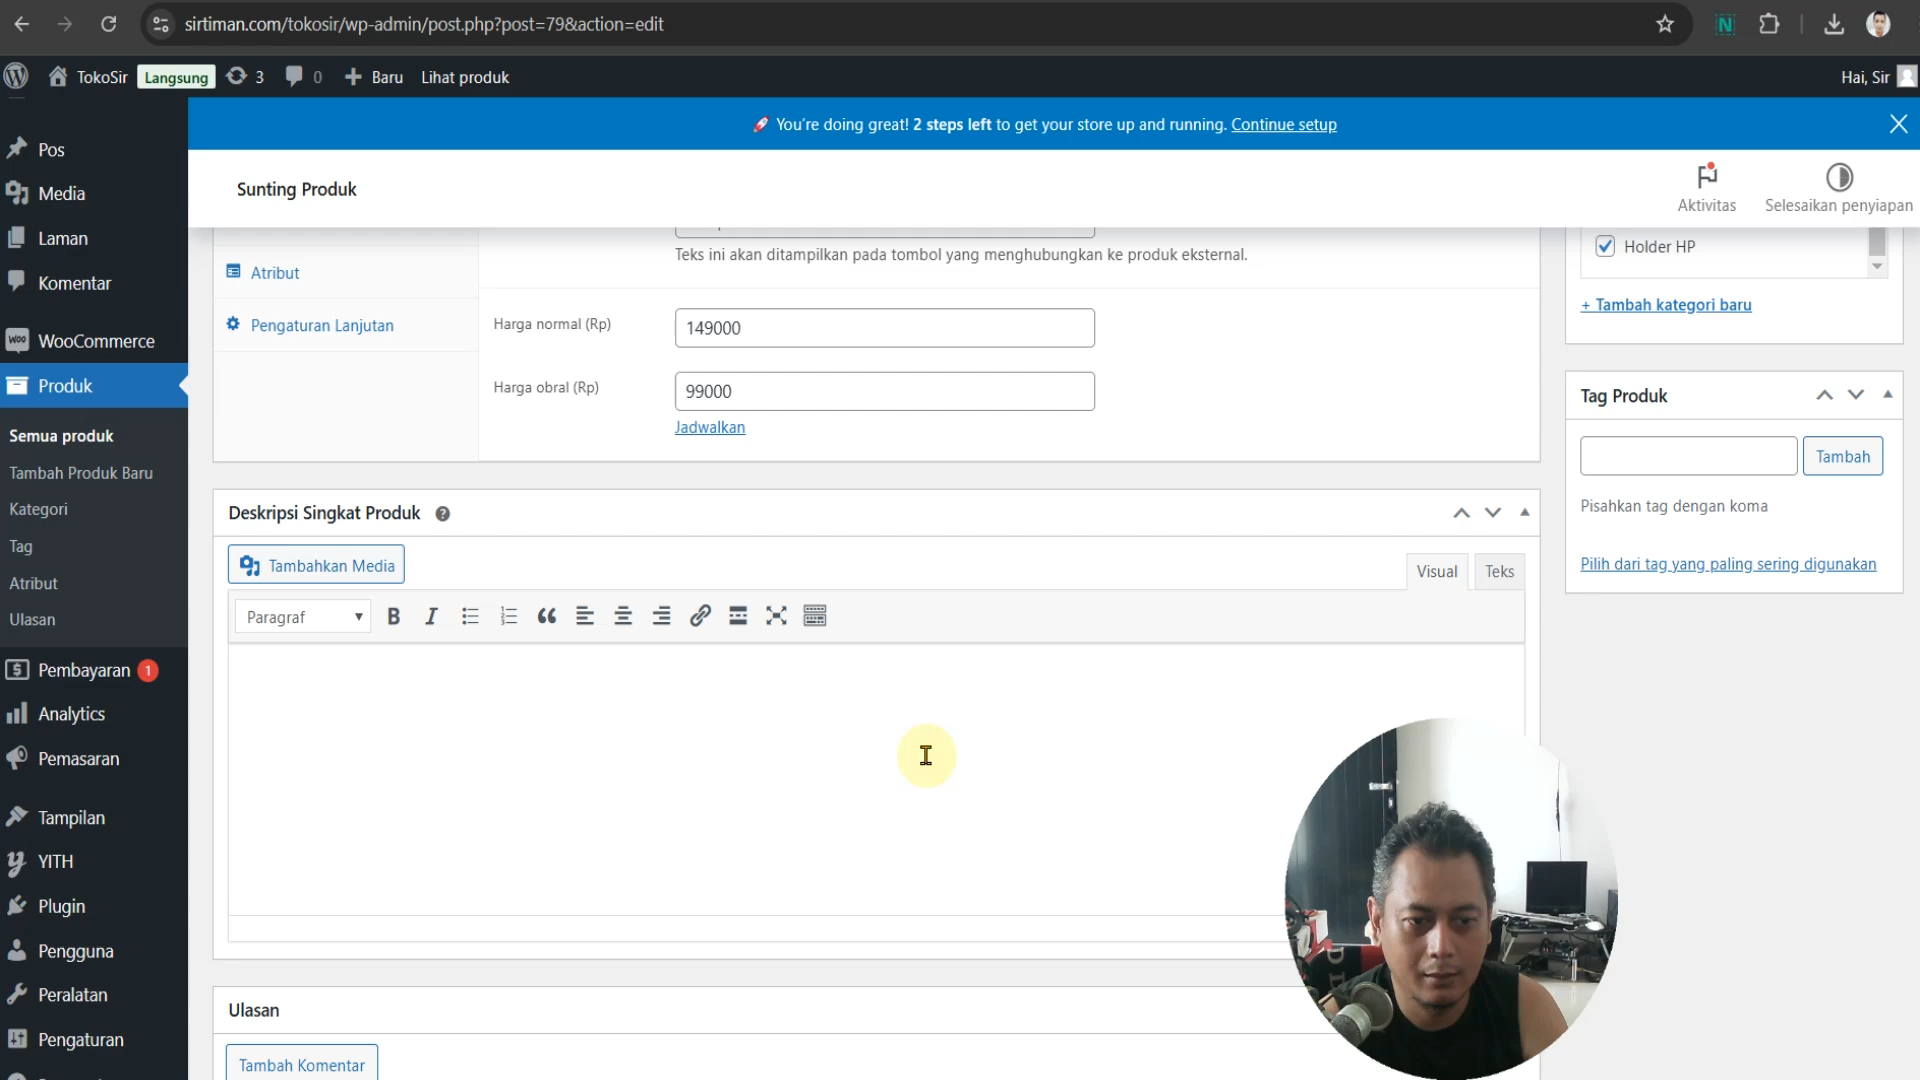 sirtiman.com/tokosir/wp-admin/post.php?post=79&action=edit
N
TokoSir
Langsung
3
0
Baru
Lihat produk
Hai, Sir
🚀 You're doing great! 2 steps left to get your store up and running. Continue setup
Sunting Produk
Aktivitas
Selesaikan penyiapan
Pos
Media
Laman
Komentar
WooCommerce
Produk
Semua produk
Tambah Produk Baru
Kategori
Tag
Atribut
Ulasan
Pembayaran 1
Analytics
Pemasaran
Tampilan
YITH
Plugin
Pengguna
Peralatan
Pengaturan
Atribut
Pengaturan Lanjutan
Teks ini akan ditampilkan pada tombol yang menghubungkan ke produk eksternal.
Harga normal (Rp)
149000
Harga obral (Rp)
99000
Jadwalkan
Deskripsi Singkat Produk
Tambahkan Media
Visual
Teks
Paragraf
Ulasan
Tambah Komentar
Holder HP
+ Tambah kategori baru
Tag Produk
Tambah
Pisahkan tag dengan koma
Pilih dari tag yang paling sering digunakan